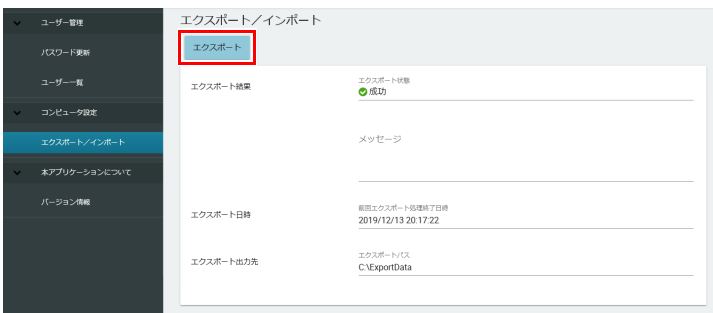 ユーザー管理
パスワード更新
ユーザー一覧
コンピュータ設定
エクスポート／インポート
本アプリケーションについて
バージョン情報
エクスポート／インポート
エクスポート
エクスポート結果
エクスポート状態
成功
メッセージ
エクスポート日時
前回エクスポート処理終了日時
2019/12/13 20:17:22
エクスポート出力先
エクスポートパス
C:\ExportData